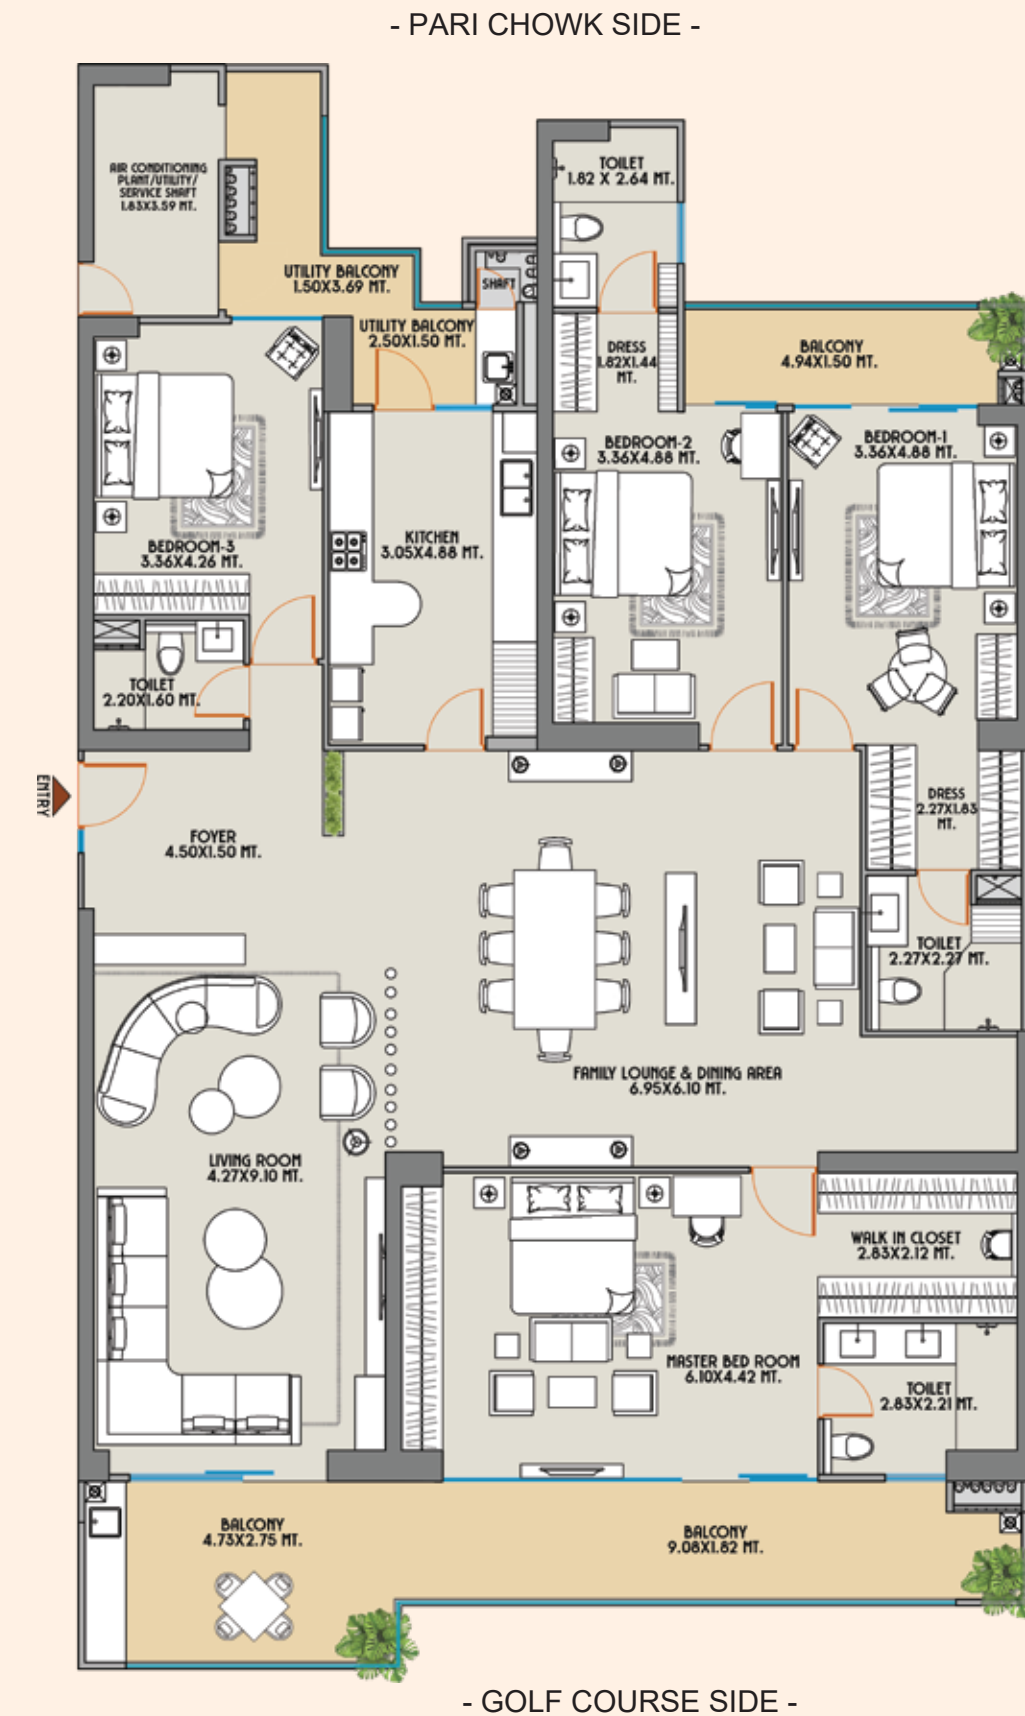 - PARI CHOWK SIDE -
AIR CONDITIONING
PLANT/UTILITY/
SERVICE SHAFT
1.83X3.59 MT.
TOILET
1.82 X 2.64 MT.
UTILITY BALCONY
1.50X3.69 MT.
SHAFT
UTILITY BALCONY
2.50X1.50 MT.
DRESS
1.82X1.44
MT.
BALCONY
4.94X1.50 MT.
BEDROOM-2
3.36X4.88 MT.
BEDROOM-1
3.36X4.88 MT.
KITCHEN
3.05X4.88 MT.
BEDROOM-3
3.36X4.26 MT.
TOILET
2.20X1.60 MT.
ENTRY
FOYER
4.50X1.50 MT.
DRESS
2.27X1.83
MT.
TOILET
2.27X2.27 MT.
FAMILY LOUNGE & DINING AREA
6.95X6.10 MT.
LIVING ROOM
4.27X9.10 MT.
WALK IN CLOSET
2.83X2.12 MT.
MASTER BED ROOM
6.10X4.42 MT.
TOILET
2.83X2.21 MT.
BALCONY
4.73X2.75 MT.
BALCONY
9.08X1.82 MT.
- GOLF COURSE SIDE -